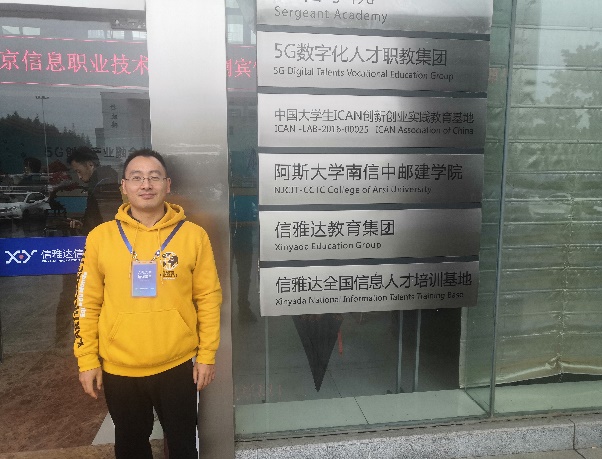 Sergeant Academy
京信息职业技术
5G数字化人才职教集团
5G Digital Talents Vocational Education Group
中国大学生ICAN创新创业实践教育基地
ICAN -LAB-2016-00025 ICAN Association of China
阿斯大学南信中邮建学院
NJCIT-CCTC College of Arsi University
信雅达教育集团
Xinyada Education Group
信雅达全国信息人才培训基地
Xinyada National Information Talents Training Base
XY 信雅达信